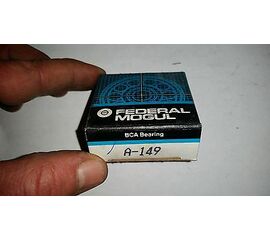 FEDERAL
MOGUL
BCA Bearing
A-149